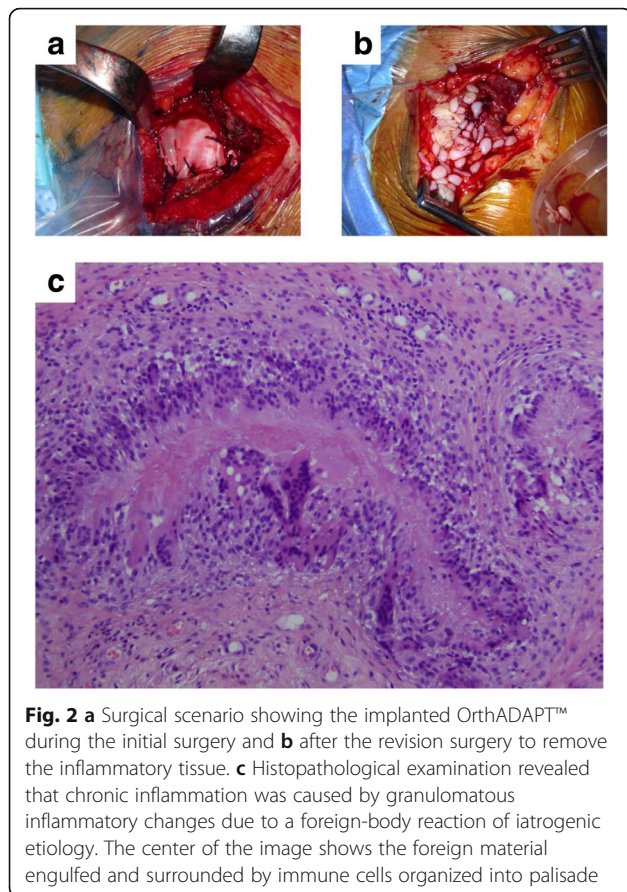 a
b
c
Fig. 2 a Surgical scenario showing the implanted OrthADAPT™
during the initial surgery and b after the revision surgery to remove
the inflammatory tissue. c Histopathological examination revealed
that chronic inflammation was caused by granulomatous
inflammatory changes due to a foreign-body reaction of iatrogenic
etiology. The center of the image shows the foreign material
engulfed and surrounded by immune cells organized into palisade